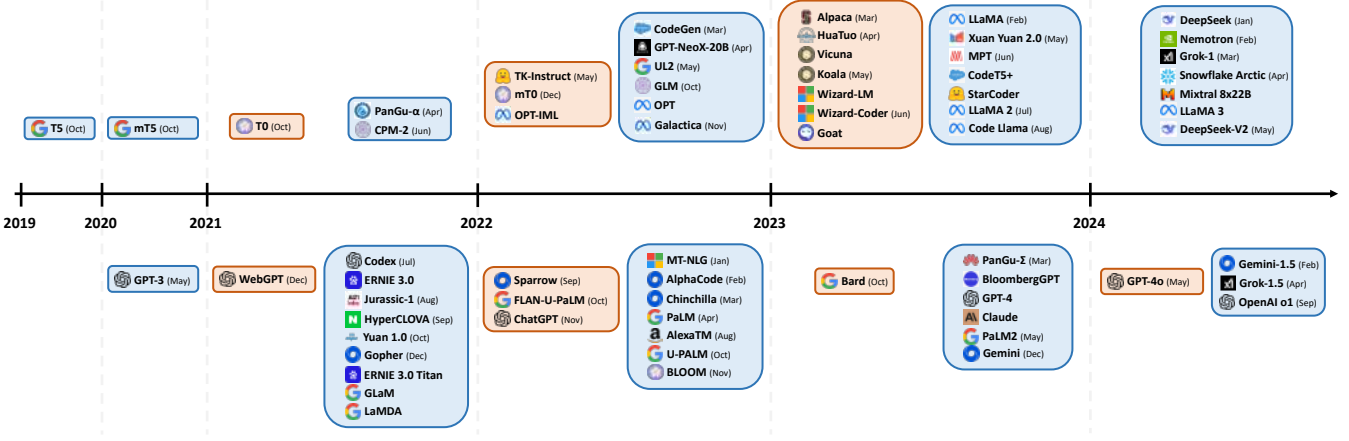 T5 (Oct)
mT5 (Oct)
T0 (Oct)
PanGu-α (Apr)
CPM-2 (Jun)
TK-Instruct (May)
mT0 (Dec)
OPT-IML
CodeGen (Mar)
GPT-NeoX-20B (Apr)
UL2 (May)
GLM (Oct)
OPT
Galactica (Nov)
Alpaca (Mar)
HuaTuo (Apr)
Vicuna
Koala (May)
Wizard-LM
Wizard-Coder (Jun)
Goat
LLaMA (Feb)
Xuan Yuan 2.0 (May)
MPT (Jun)
CodeT5+
StarCoder
LLaMA 2 (Jul)
Code Llama (Aug)
DeepSeek (Jan)
Nemotron (Feb)
Grok-1 (Mar)
Snowflake Arctic (Apr)
Mixtral 8x22B
LLaMA 3
DeepSeek-V2 (May)
2019 2020 2021 2022 2023 2024
GPT-3 (May)
WebGPT (Dec)
Codex (Jul)
ERNIE 3.0
Jurassic-1 (Aug)
HyperCLOVA (Sep)
Yuan 1.0 (Oct)
Gopher (Dec)
ERNIE 3.0 Titan
GLaM
LaMDA
Sparrow (Sep)
FLAN-U-PaLM (Oct)
ChatGPT (Nov)
MT-NLG (Jan)
AlphaCode (Feb)
Chinchilla (Mar)
PaLM (Apr)
AlexaTM (Aug)
U-PALM (Oct)
BLOOM (Nov)
Bard (Oct)
PanGu-Σ (Mar)
BloombergGPT
GPT-4
Claude
PaLM2 (May)
Gemini (Dec)
GPT-4o (May)
Gemini-1.5 (Feb)
Grok-1.5 (Apr)
OpenAI o1 (Sep)